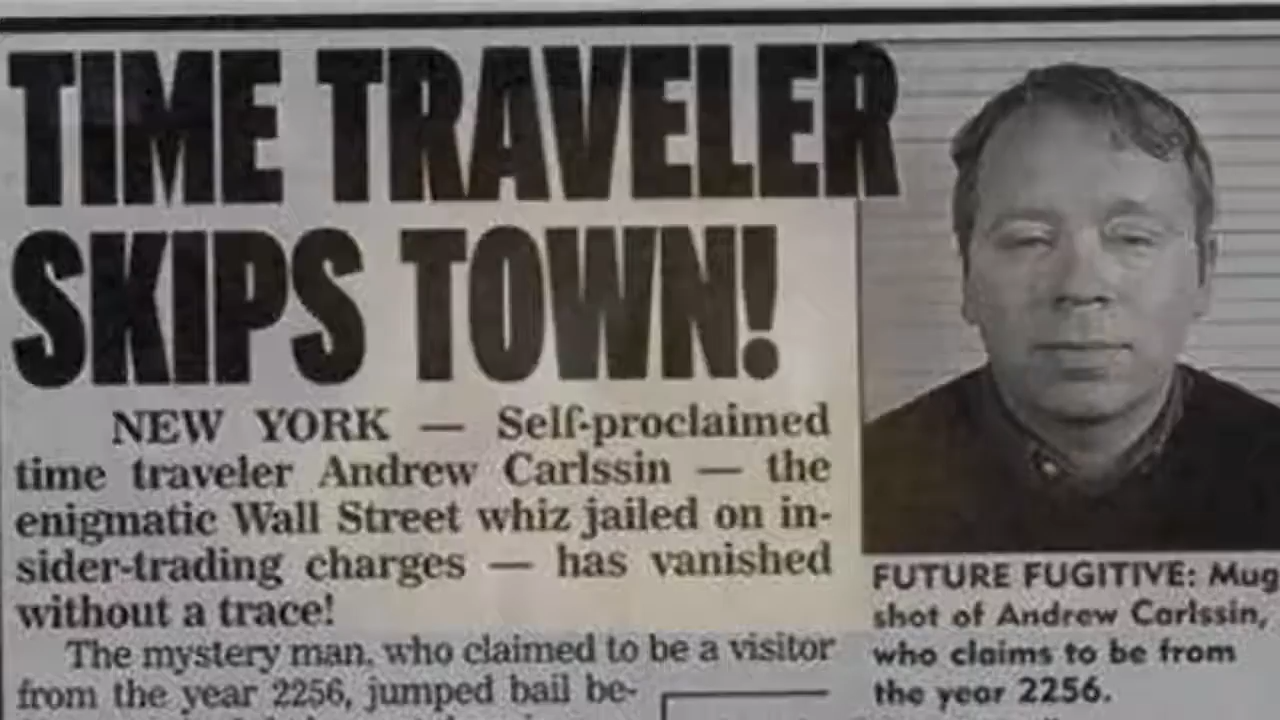 TIME TRAVELER
SKIPS TOWN!
NEW YORK — Self-proclaimed
time traveler Andrew Carlssin — the
enigmatic Wall Street whiz jailed on in-
sider-trading charges — has vanished
without a trace!
The mystery man, who claimed to be a visitor
from the year 2256, jumped bail be-
FUTURE FUGITIVE: Mug
shot of Andrew Carlssin,
who claims to be from
the year 2256.